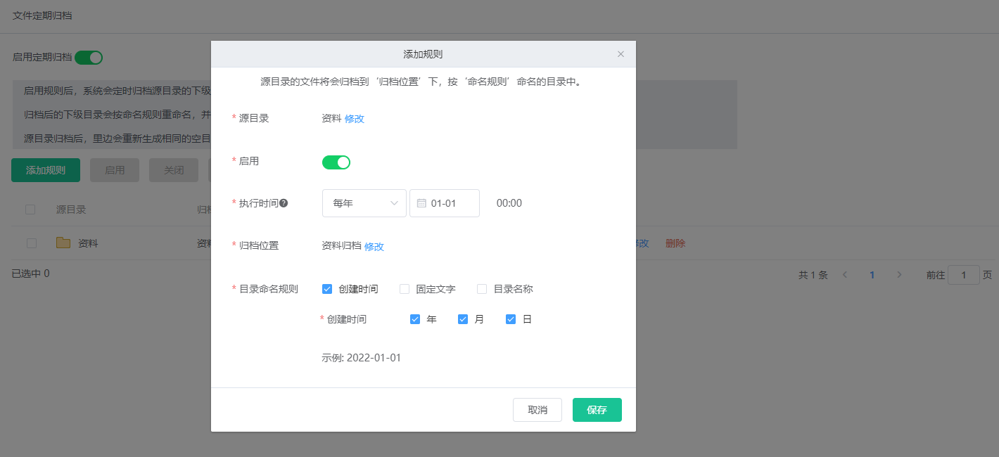 文件定期归档
启用定期归档
启用规则后，系统会定时归档源目录的下级
归档后的下级目录会按命名规则重命名，并
源目录归档后，里边会重新生成相同的空目
添加规则 启用 关闭
源目录 归档
资料 资料 修改 删除
已选中 0 共 1 条 1 前往 1 页
添加规则
源目录的文件将会归档到‘归档位置’下，按‘命名规则’命名的目录中。
* 源目录 资料 修改
* 启用
* 执行时间 每年 01-01 00:00
* 归档位置 资料归档 修改
* 目录命名规则 创建时间 固定文字 目录名称
* 创建时间 年 月 日
示例: 2022-01-01
取消 保存